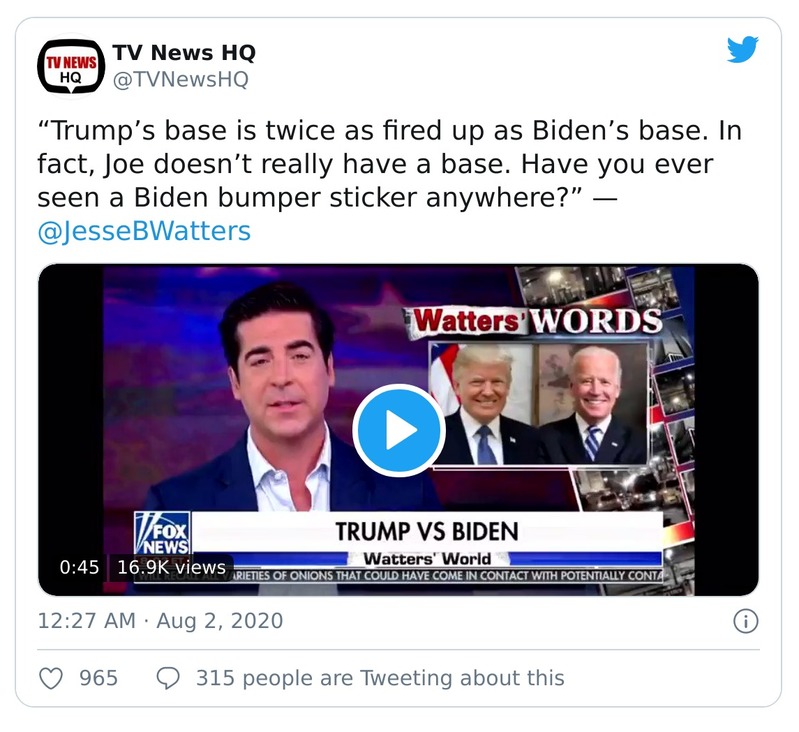 TV NEWS
HQ
TV News HQ
@TVNewsHQ
“Trump’s base is twice as fired up as Biden’s base. In
fact, Joe doesn’t really have a base. Have you ever
seen a Biden bumper sticker anywhere?” —
@JesseBWatters
Watters' WORDS
FOX
NEWS
TRUMP VS BIDEN
Watters' World
ARIETIES OF ONIONS THAT COULD HAVE COME IN CONTACT WITH POTENTIALLY CONTA
0:45 16.9K views
12:27 AM · Aug 2, 2020
965 315 people are Tweeting about this